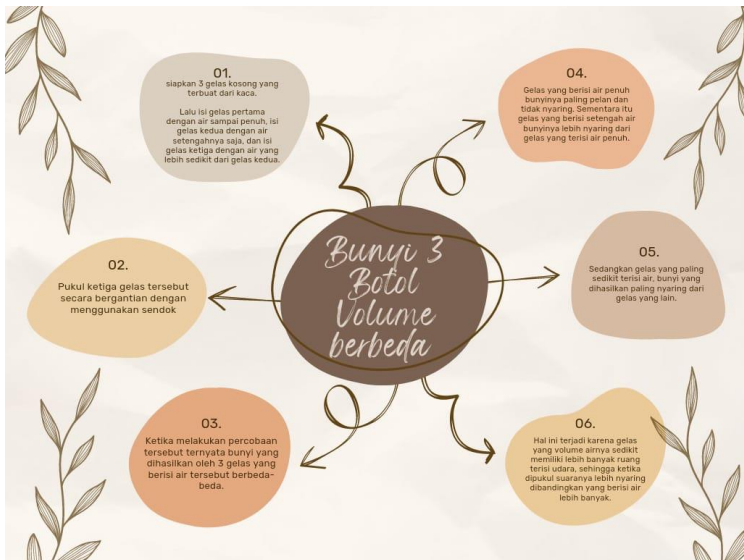 Bunyi 3
Botol
Volume
berbeda
01.
siapkan 3 gelas kosong yang
terbuat dari kaca.
Lalu isi gelas pertama
dengan air sampai penuh, isi
gelas kedua dengan air
setengahnya saja, dan isi
gelas ketiga dengan air yang
lebih sedikit dari gelas kedua.
02.
Pukul ketiga gelas tersebut
secara bergantian dengan
menggunakan sendok
03.
Ketika melakukan percobaan
tersebut ternyata bunyi yang
dihasilkan oleh 3 gelas yang
berisi air tersebut berbeda-
beda.
04.
Gelas yang berisi air penuh
bunyinya paling pelan dan
tidak nyaring. Sementara itu
gelas yang berisi setengah air
bunyinya lebih nyaring dari
gelas yang terisi air penuh.
05.
Sedangkan gelas yang paling
sedikit terisi air, bunyi yang
dihasilkan paling nyaring dari
gelas yang lain.
06.
Hal ini terjadi karena gelas
yang volume airnya sedikit
memiliki lebih banyak ruang
terisi udara, sehingga ketika
dipukul suaranya lebih nyaring
dibandingkan yang berisi air
lebih banyak.